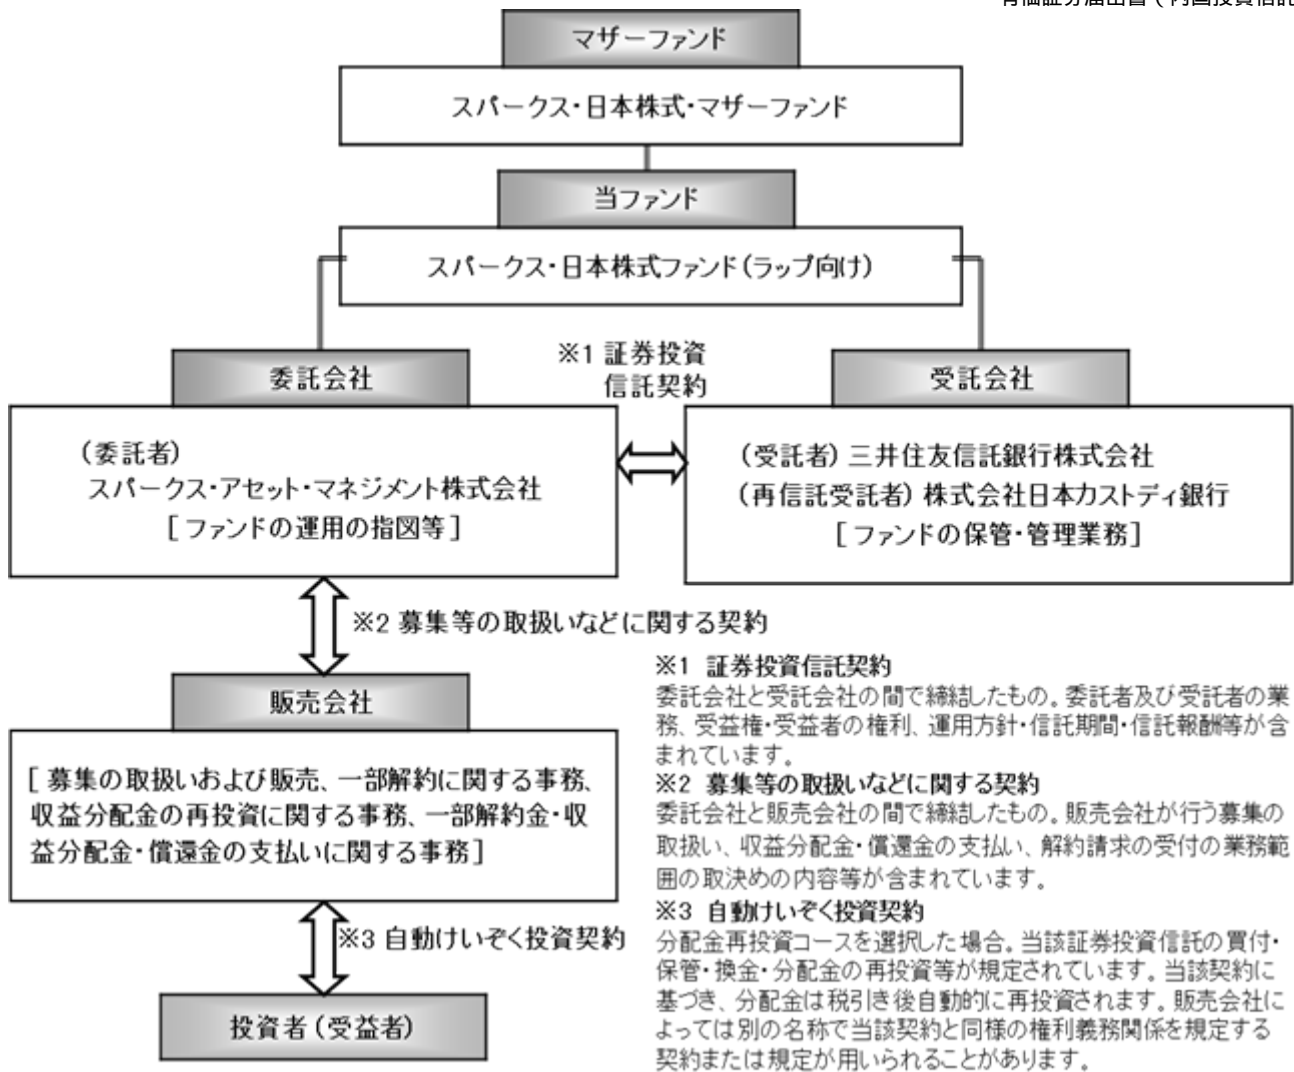 マザーファンド
スパークス・日本株式・マザーファンド
当ファンド
スパークス・日本株式ファンド(ラップ向け)
委託会社
※1 証券投資
信託契約
受託会社
(委託者)
スパークス・アセット・マネジメント株式会社
[ファンドの運用の指図等]
(受託者) 三井住友信託銀行株式会社
(再信託受託者) 株式会社日本カストディ銀行
[ファンドの保管・管理業務]
※2 募集等の取扱いなどに関する契約
販売会社
[ 募集の取扱いおよび販売、一部解約に関する事務、
収益分配金の再投資に関する事務、一部解約金・収
益分配金・償還金の支払いに関する事務]
※3 自動けいぞく投資契約
投資者(受益者)
※1 証券投資信託契約
委託会社と受託会社の間で締結したもの。委託者及び受託者の業
務、受益権・受益者の権利、運用方針・信託期間・信託報酬等が含
まれています。
※2 募集等の取扱いなどに関する契約
委託会社と販売会社の間で締結したもの。販売会社が行う募集の
取扱い、収益分配金・償還金の支払い、解約請求の受付の業務範
囲の取決めの内容等が含まれています。
※3 自動けいぞく投資契約
分配金再投資コースを選択した場合。当該証券投資信託の買付・
保管・換金・分配金の再投資等が規定されています。当該契約に
基づき、分配金は税引き後自動的に再投資されます。販売会社に
よっては別の名称で当該契約と同様の権利義務関係を規定する
契約または規定が用いられることがあります。